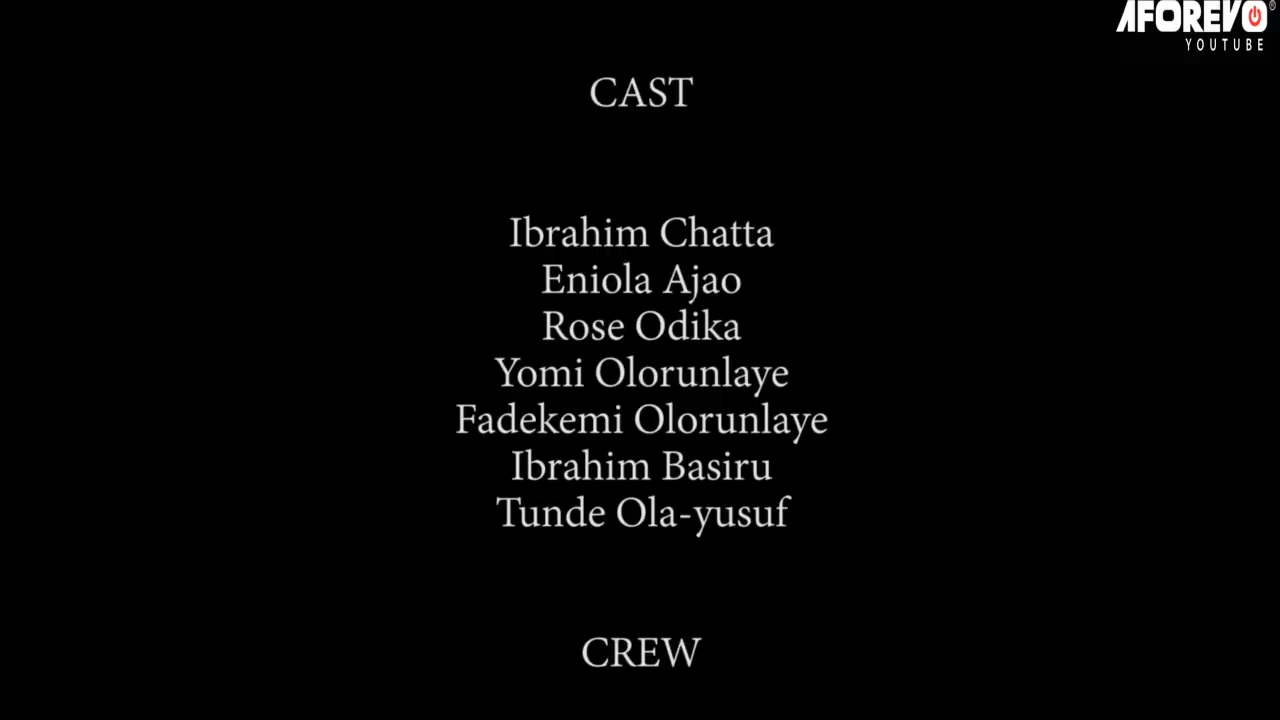 AFOREVO®
YOUTUBE
CAST
Ibrahim Chatta
Eniola Ajao
Rose Odika
Yomi Olorunlaye
Fadekemi Olorunlaye
Ibrahim Basiru
Tunde Ola-yusuf
CREW